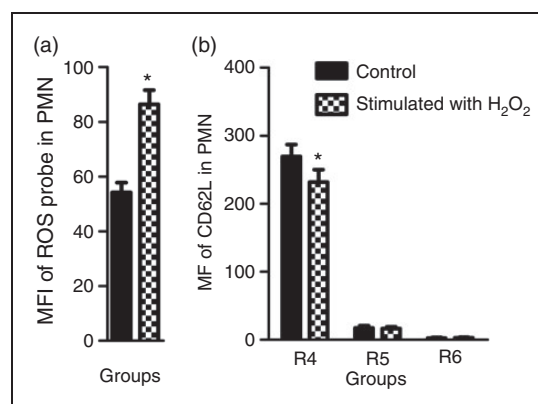 (a)
MFI of ROS probe in PMN
100
80
60
40
20
0
*
Groups
(b)
MF of CD62L in PMN
400
300
200
100
0
Control
Stimulated with H₂O₂
*
R4 R5 R6
Groups